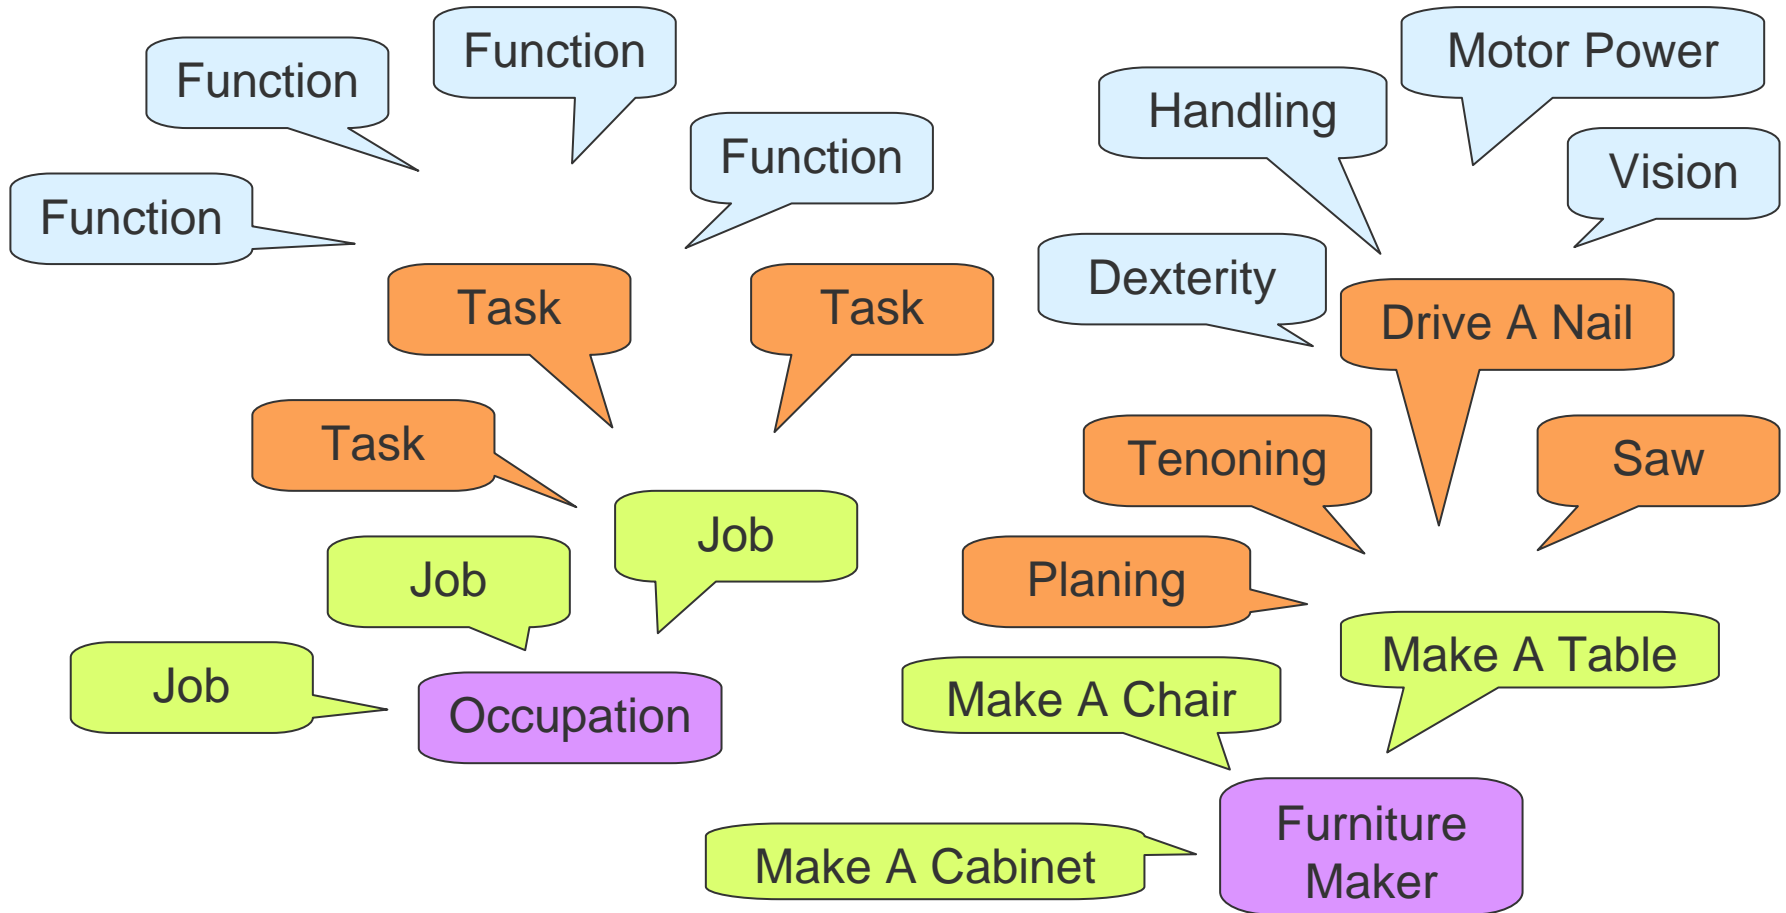 Function
Function
Function
Function
Task
Task
Task
Job
Job
Job
Occupation
Motor Power
Handling
Vision
Dexterity
Drive A Nail
Tenoning
Saw
Planing
Make A Table
Make A Chair
Make A Cabinet
Furniture
Maker